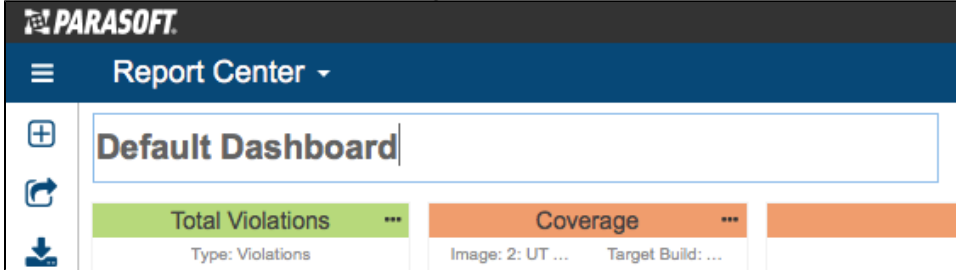 PARASOFT.
Report Center
Default Dashboard
Total Violations ... Coverage ...
Type: Violations Image: 2: UT ... Target Build: ...